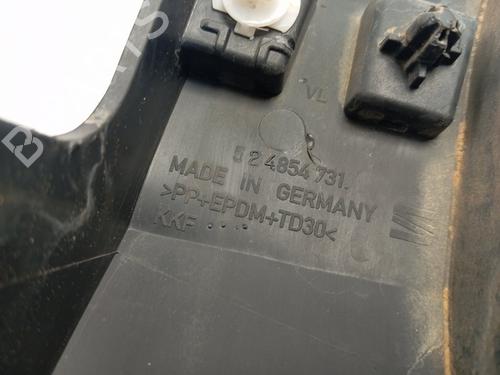 VL
5 2 4854 731.
MADE IN GERMANY
>PP+EPDM+TD30<
KKF